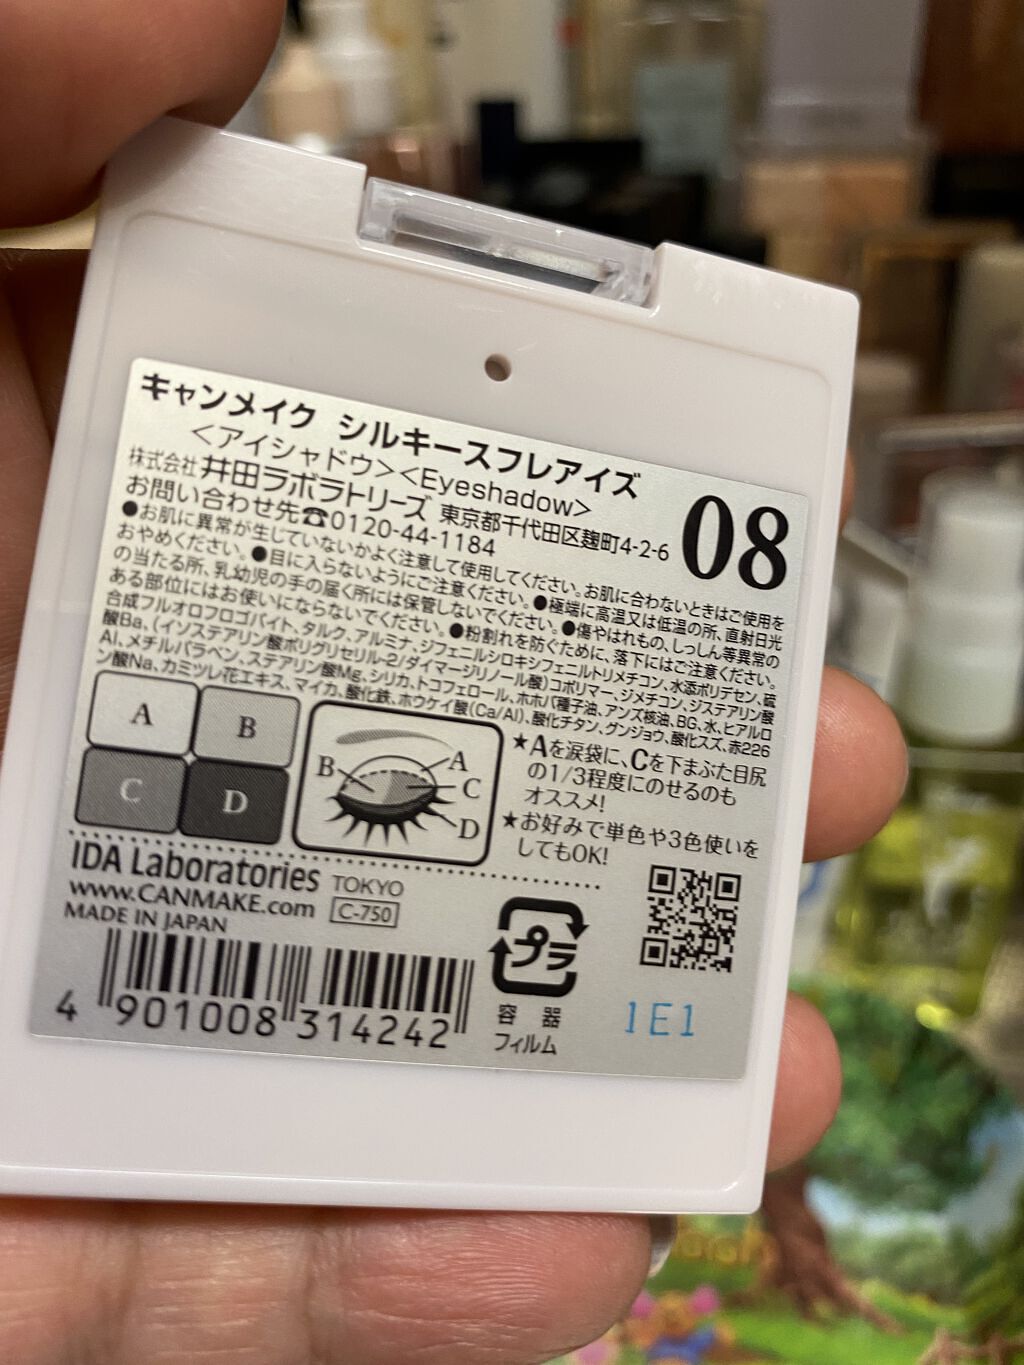 キャンメイク シルキースフレアイズ
＜アイシャドウ＞＜Eyeshadow＞
株式会社 井田ラボラトリーズ 東京都千代田区麹町4-2-6
お問い合わせ先☎0120-44-1184
08
●お肌に異常が生じていないかよく注意して使用してください。お肌に合わないときはご使用を
おやめください。●目に入らないようにご注意ください。●極端に高温又は低温の所、直射日光
の当たる所、乳幼児の手の届く所には保管しないでください。●傷やはれもの、しっしん等異常の
ある部位にはお使いにならないでください。●粉割れを防ぐために、落下にはご注意ください。
合成フルオロフロゴパイト、タルク、アルミナ、ジフェニルシロキシフェニルトリメチコン、水添ポリデセン、硫
酸Ba、(イソステアリン酸ポリグリセリル-2/ダイマージリノール酸)コポリマー、ジメチコン、ジステアリン酸
Al、メチルパラベン、ステアリン酸Mg、シリカ、トコフェロール、ホホバ種子油、アンズ核油、BG、水、ヒアルロ
ン酸Na、カミツレ花エキス、マイカ、酸化鉄、ホウケイ酸(Ca/Al)、酸化チタン、グンジョウ、酸化スズ、赤226
A
B
C
D
B
A
C
D
★Aを涙袋に、Cを下まぶた目尻
の1/3程度にのせるのも
オススメ!
★お好みで単色や3色使いを
してもOK!
IDA Laboratories TOKYO
www.CANMAKE.com C-750
MADE IN JAPAN
4 901008 314242
プラ
容 器
フィルム
1E1